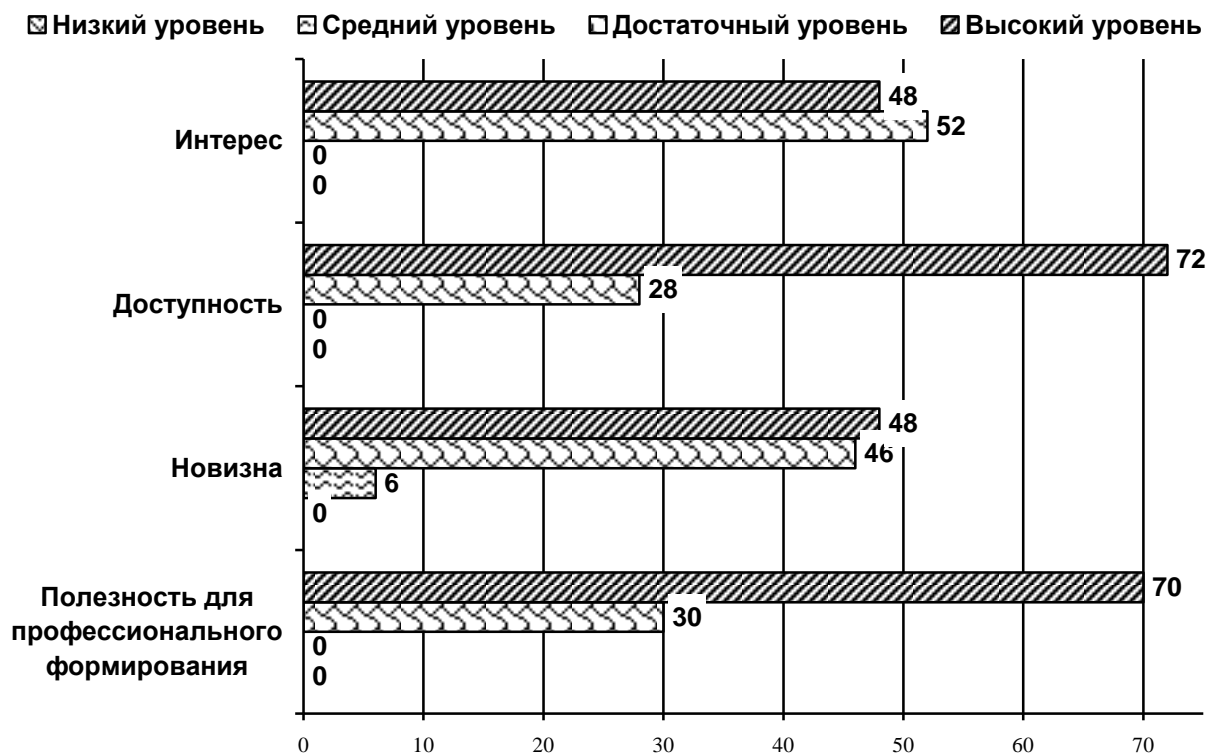 Низкий уровень Средний уровень Достаточный уровень Высокий уровень
48
Интерес
52
0
0
72
Доступность
28
0
0
48
Новизна
46
6
0
70
Полезность для
профессионального
формирования
30
0
0
0 10 20 30 40 50 60 70